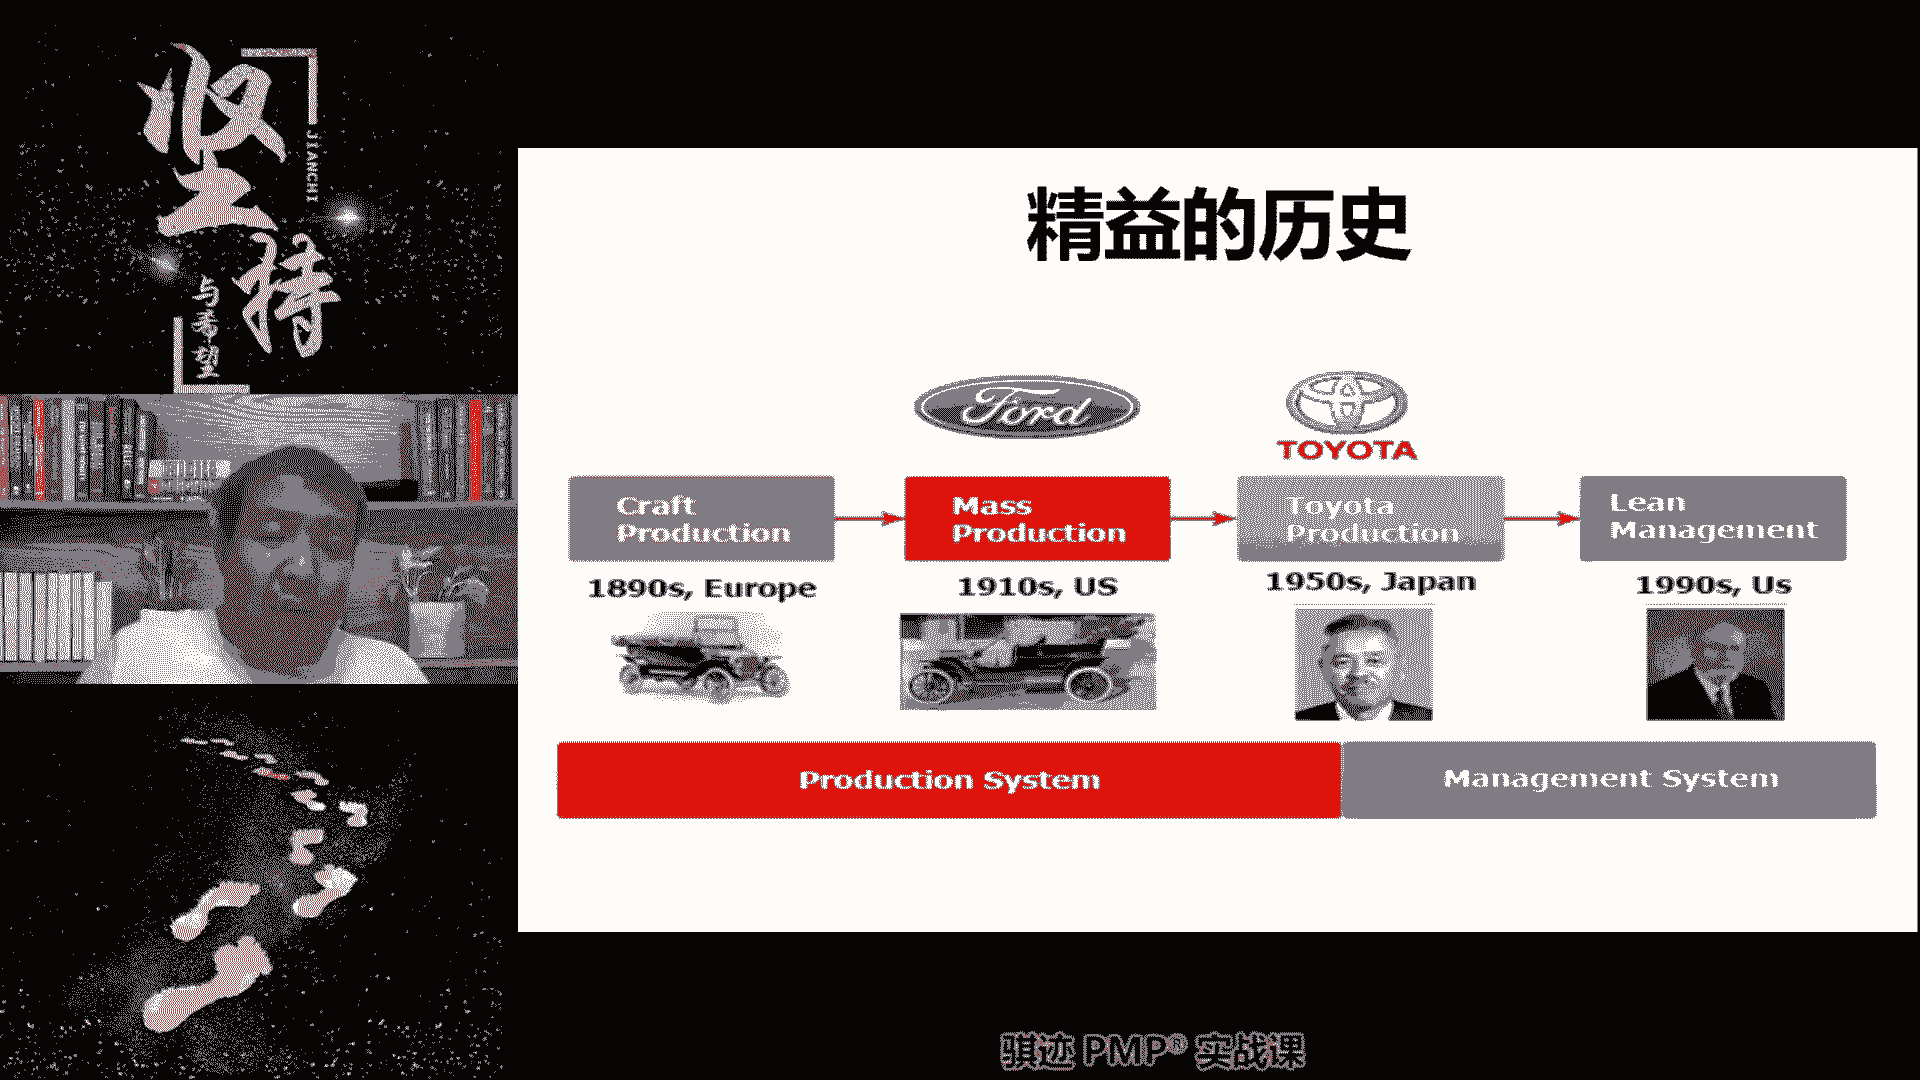 坚持
JIANCHI
与希望
精益的历史
Ford
TOYOTA
Craft
Production
Mass
Production
Toyota
Production
Lean
Management
1890s, Europe
1910s, US
1950s, Japan
1990s, Us
Production System
Management System
骐迹 PMP® 实战课